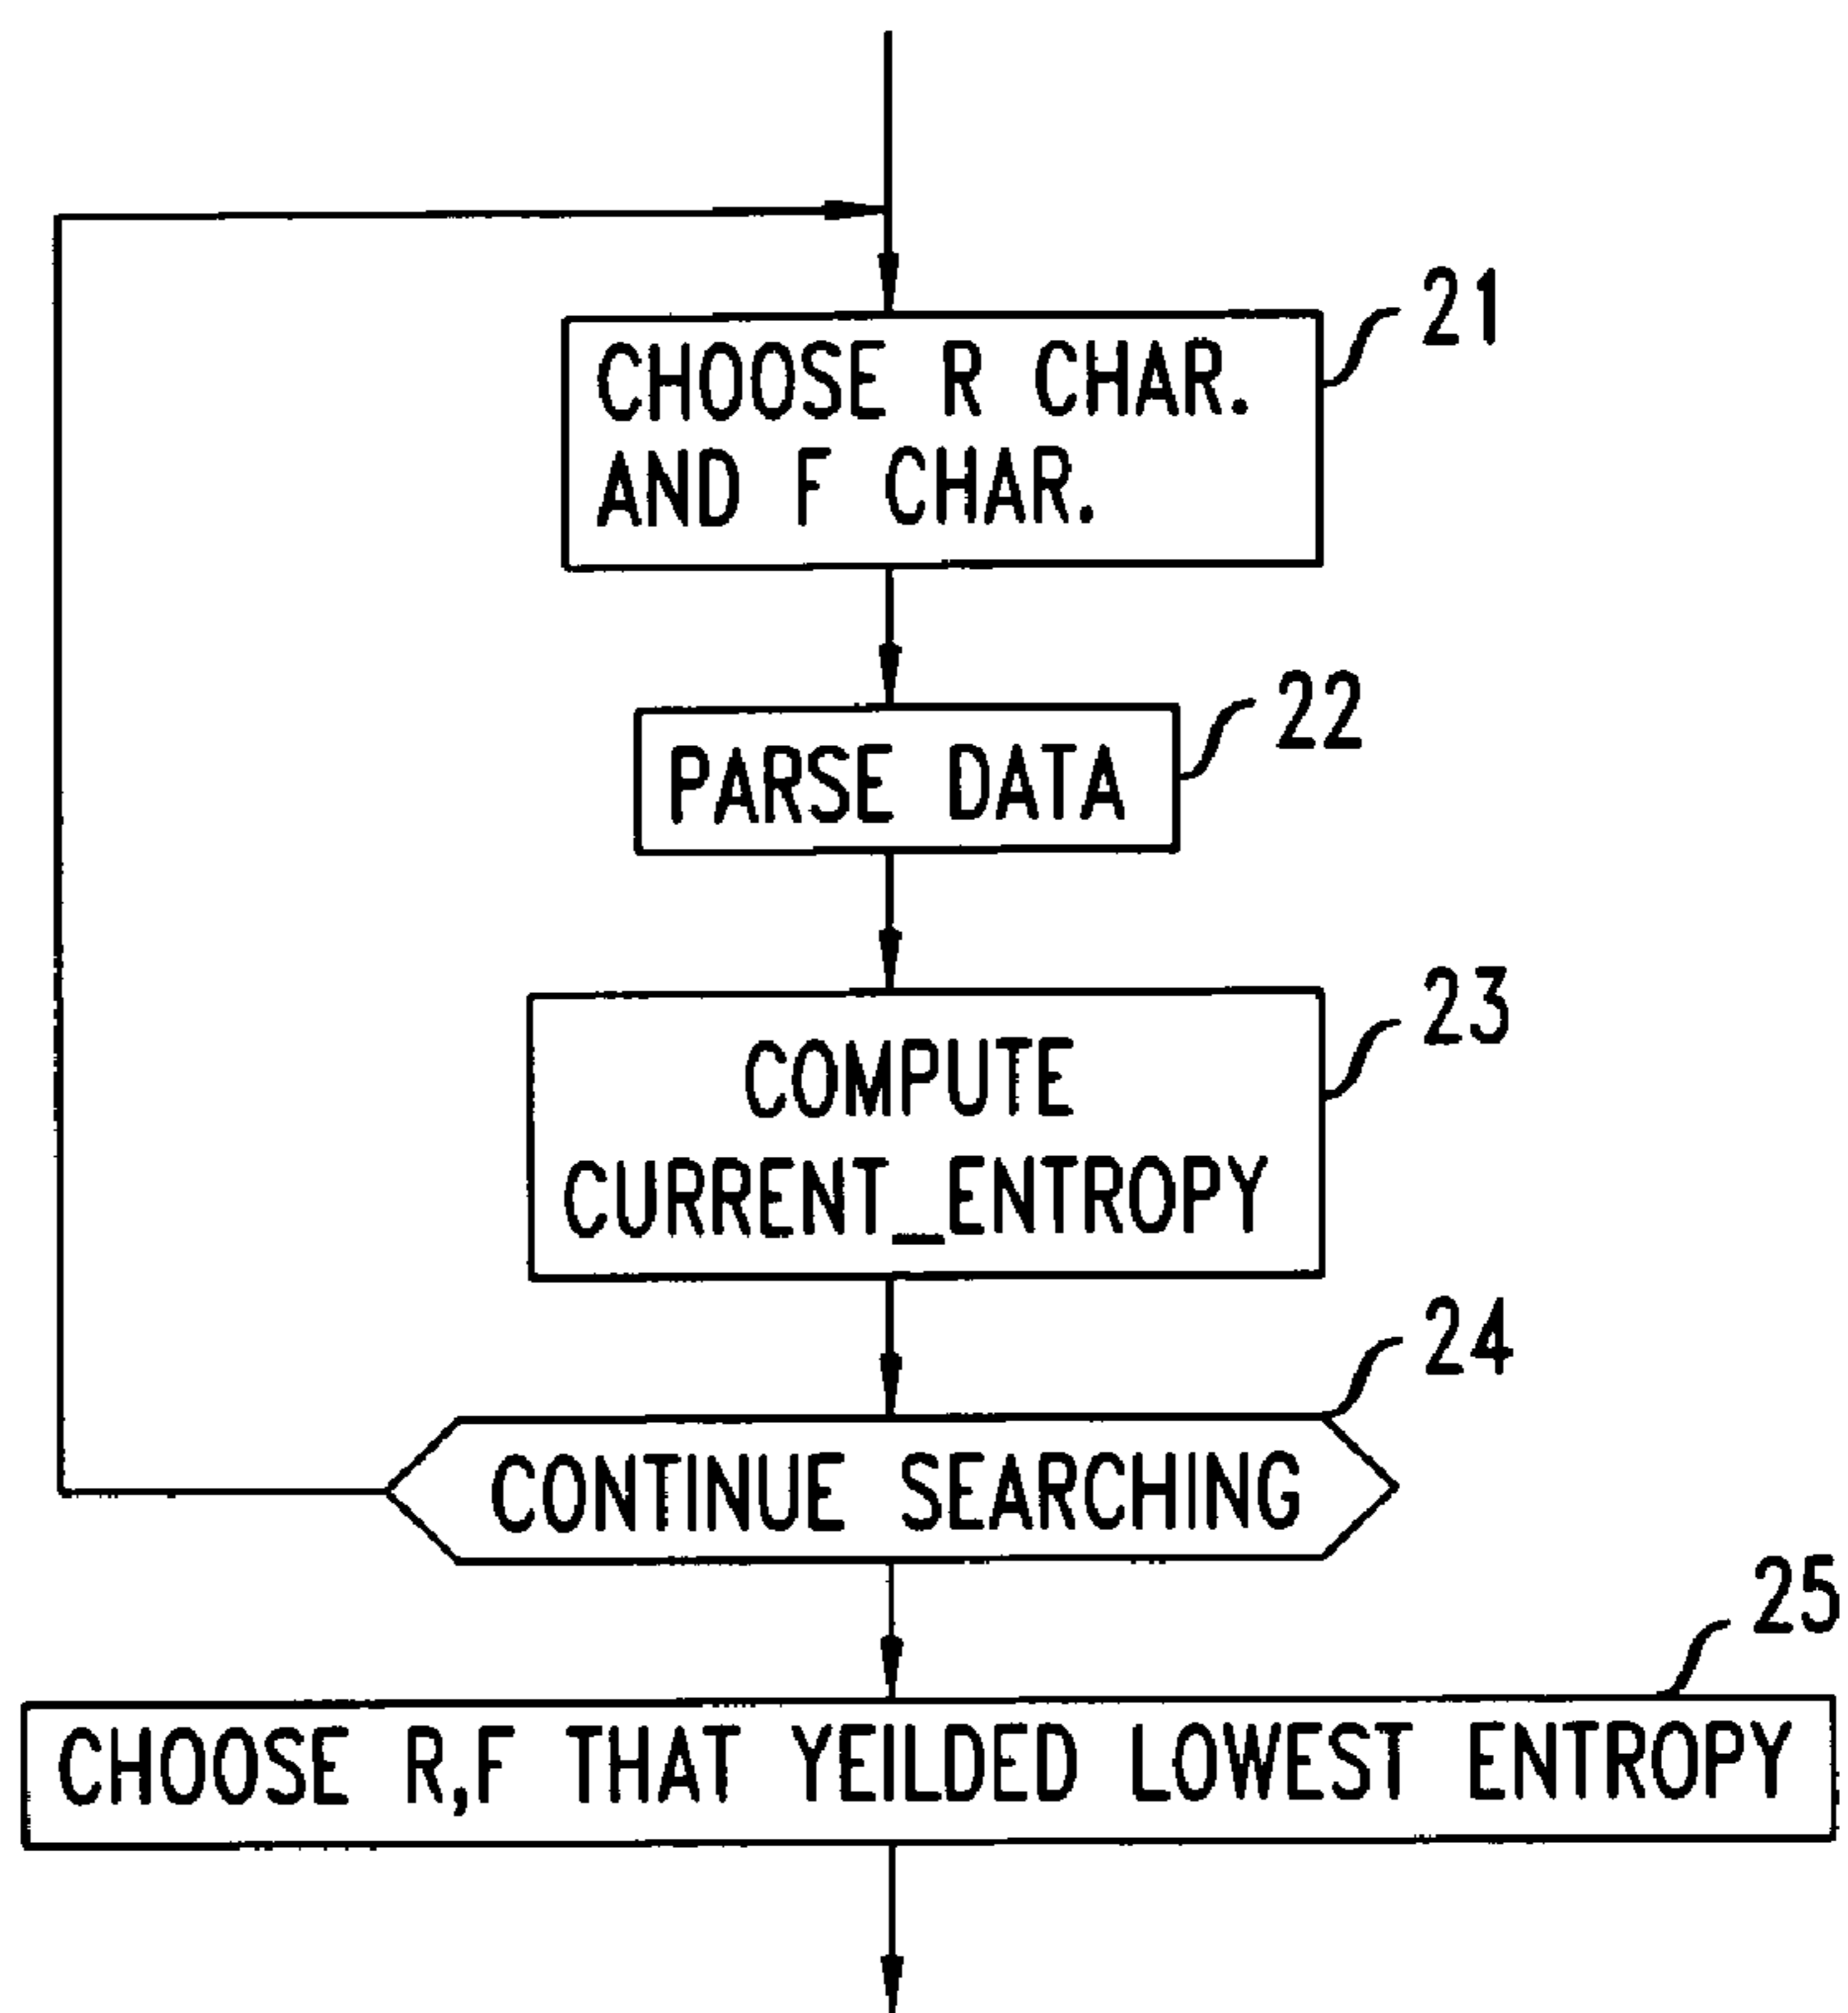 21
CHOOSE R CHAR.
AND F CHAR.
22
PARSE DATA
23
COMPUTE
CURRENT_ENTROPY
24
CONTINUE SEARCHING
25
CHOOSE R,F THAT YEILDED LOWEST ENTROPY